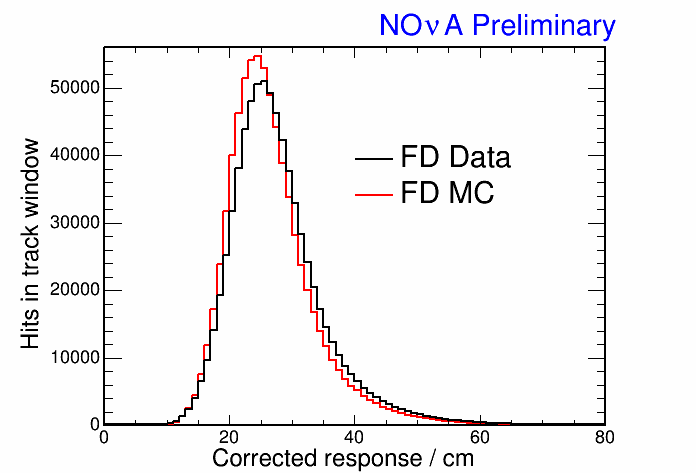 NOνA Preliminary
Hits in track window
50000
40000
30000
20000
10000
0
FD Data
FD MC
0 20 40 60 80
Corrected response / cm